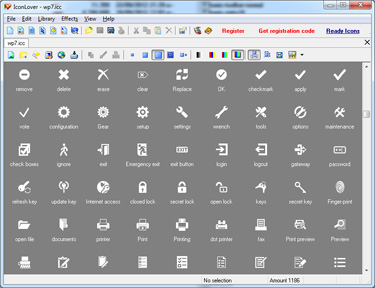 IconLover - wp7.icc
File Edit Library Effects View Help
Register Get registration code Ready Icons
wp7.icc
remove delete erase clear Replace OK checkmark apply mark
vote configuration Gear setup settings wrench tools options maintenance
check boxes ignore exit Emergency exit exit button login logout gateway password
refresh key update key Internet access closed lock secret lock open lock keys secret key Finger-print
open file documents printer Print Printing dot printer fax Print preview Preview
No selection Amount 1186